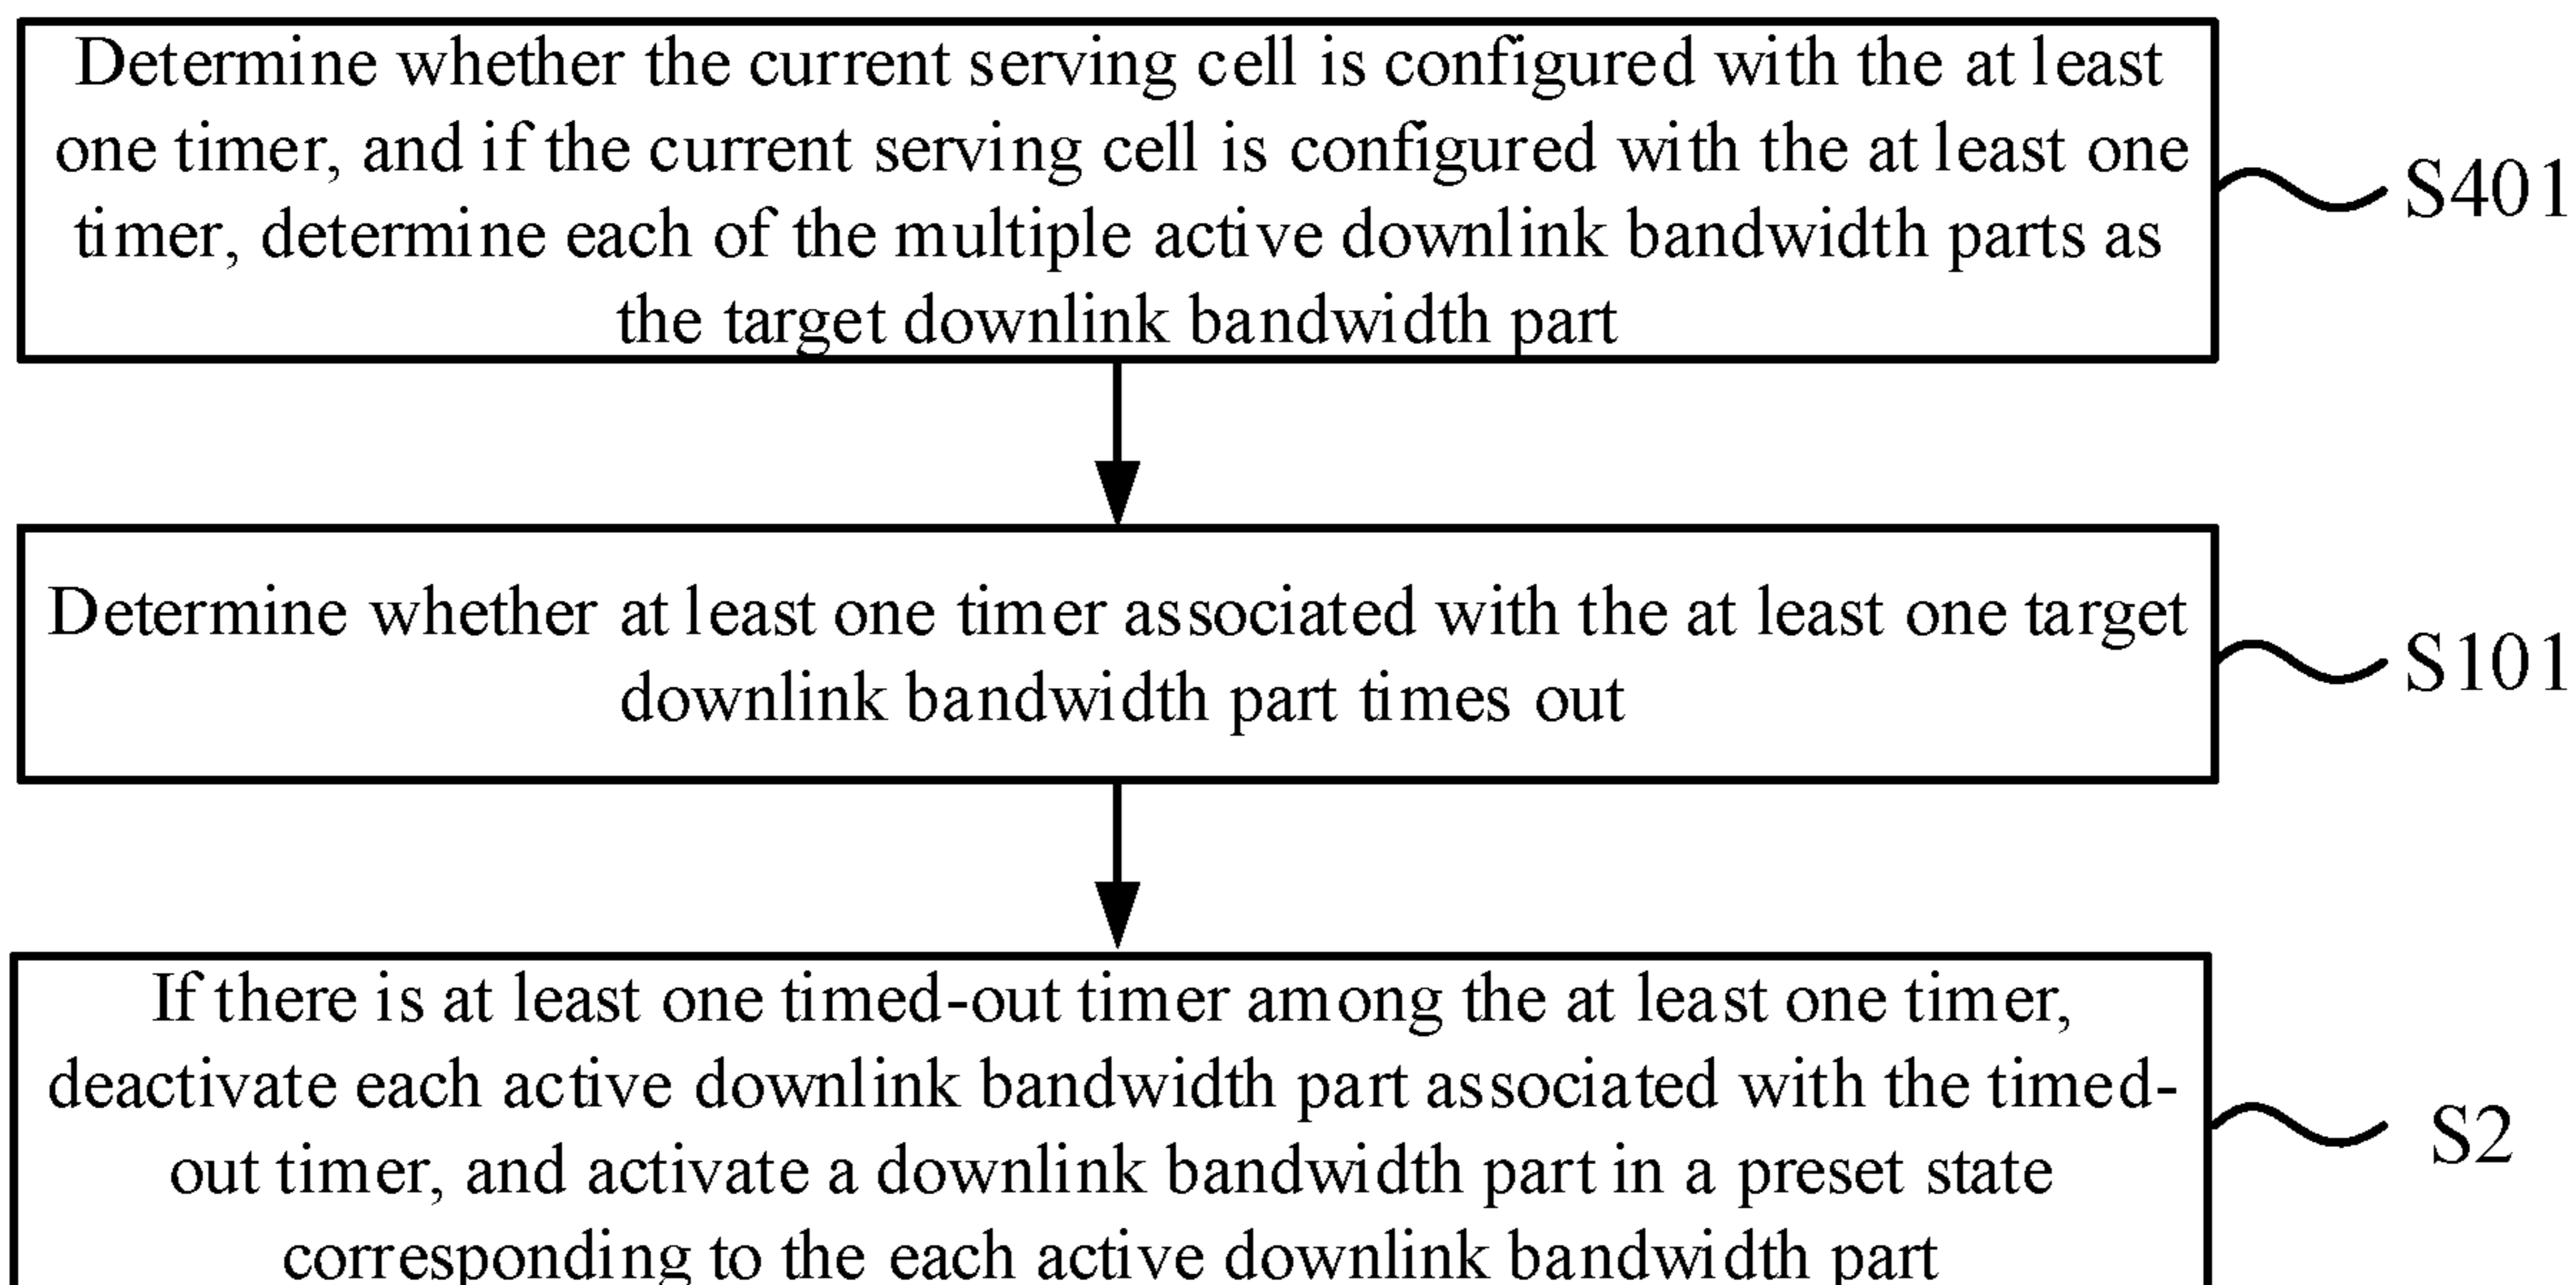 Determine whether the current serving cell is configured with the at least
one timer, and if the current serving cell is configured with the at least one
timer, determine each of the multiple active downlink bandwidth parts as
the target downlink bandwidth part
S401
Determine whether at least one timer associated with the at least one target
downlink bandwidth part times out
S101
If there is at least one timed-out timer among the at least one timer,
deactivate each active downlink bandwidth part associated with the timed-
out timer, and activate a downlink bandwidth part in a preset state
corresponding to the each active downlink bandwidth part
S2